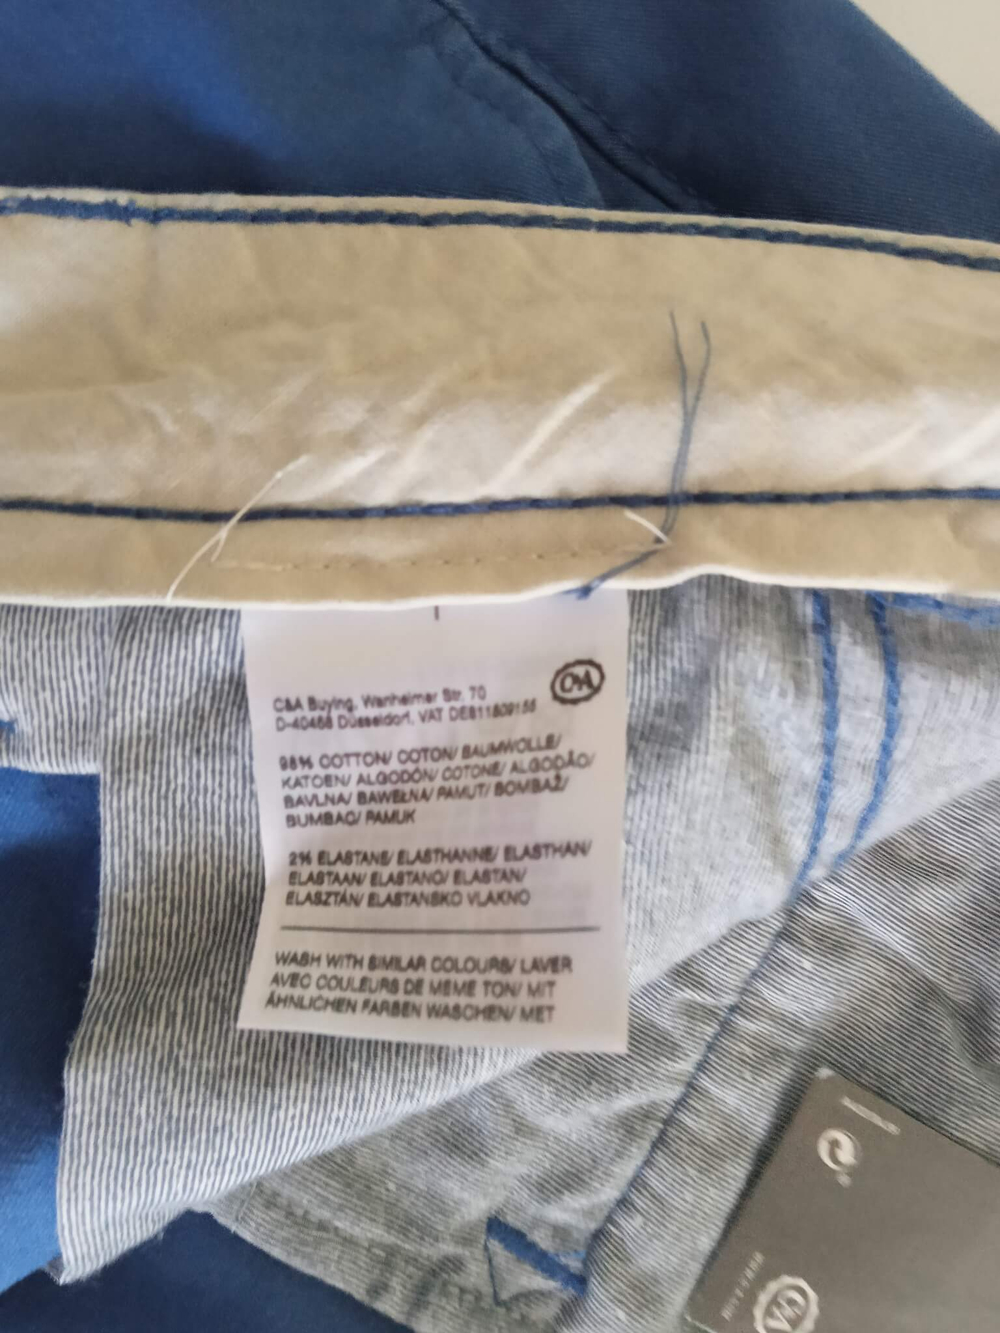 C&A
C&A Buying, Wanheimer Str. 70
D-40468 Düsseldorf, VAT DE811809155
98% COTTON/ COTON/ BAUMWOLLE/
KATOEN/ ALGODÓN/ COTONE/ ALGODÃO/
BAVLNA/ BAWEŁNA/ PAMUT/ BOMBAŽ/
BUMBAC/ PAMUK
2% ELASTANE/ ELASTHANNE/ ELASTHAN/
ELASTAAN/ ELASTANO/ ELASTAN/
ELASZTÁN/ ELASTANSKO VLAKNO
WASH WITH SIMILAR COLOURS/ LAVER
AVEC COULEURS DE MEME TON/ MIT
ÄHNLICHEN FARBEN WASCHEN/ MET
C&A